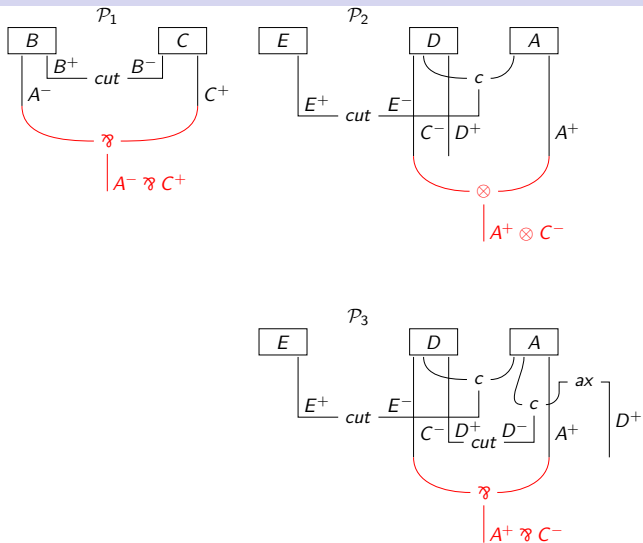 𝒫₁
B C
B⁺ cut B⁻
A⁻ C⁺
⅋
A⁻ ⅋ C⁺
𝒫₂
E D A
c
E⁺ cut E⁻
C⁻ D⁺ A⁺
⊗
A⁺ ⊗ C⁻
𝒫₃
E D A
c ax
E⁺ cut E⁻ c
C⁻ D⁺ cut D⁻ A⁺ D⁺
⅋
A⁺ ⅋ C⁻